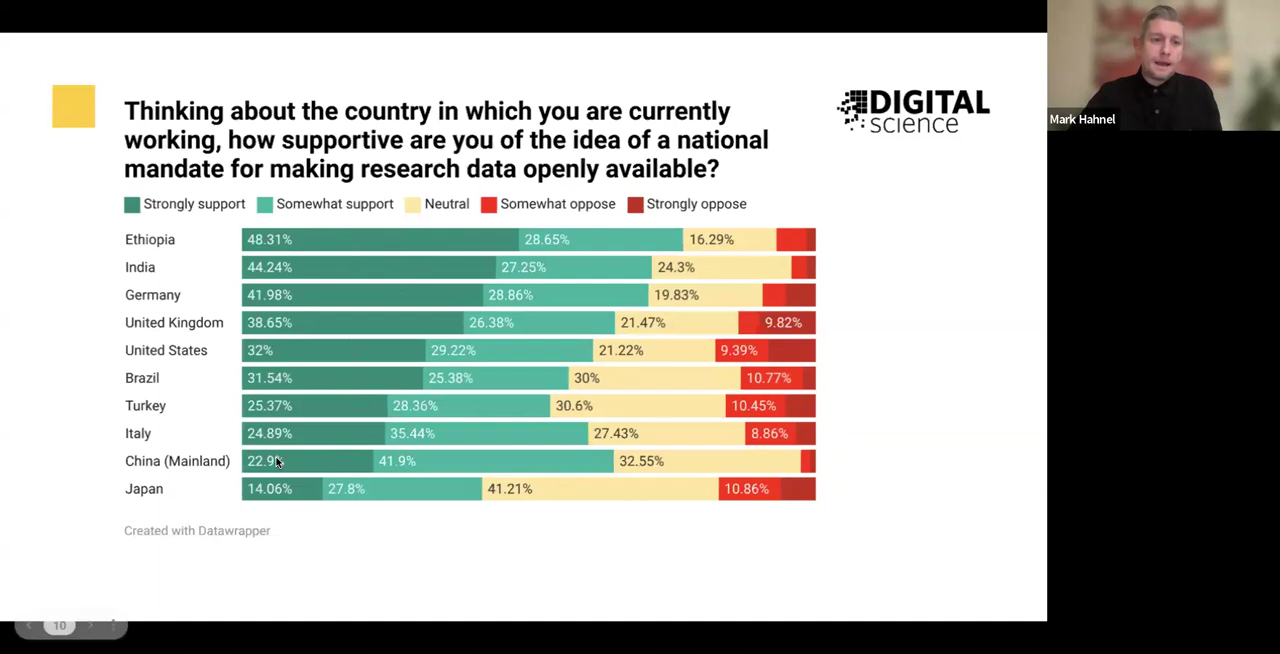 Thinking about the country in which you are currently
working, how supportive are you of the idea of a national
mandate for making research data openly available?
DIGITAL
science
Mark Hahnel
Strongly support Somewhat support Neutral Somewhat oppose Strongly oppose
Ethiopia 48.31% 28.65% 16.29%
India 44.24% 27.25% 24.3%
Germany 41.98% 28.86% 19.83%
United Kingdom 38.65% 26.38% 21.47% 9.82%
United States 32% 29.22% 21.22% 9.39%
Brazil 31.54% 25.38% 30% 10.77%
Turkey 25.37% 28.36% 30.6% 10.45%
Italy 24.89% 35.44% 27.43% 8.86%
China (Mainland) 22.9% 41.9% 32.55%
Japan 14.06% 27.8% 41.21% 10.86%
Created with Datawrapper
10